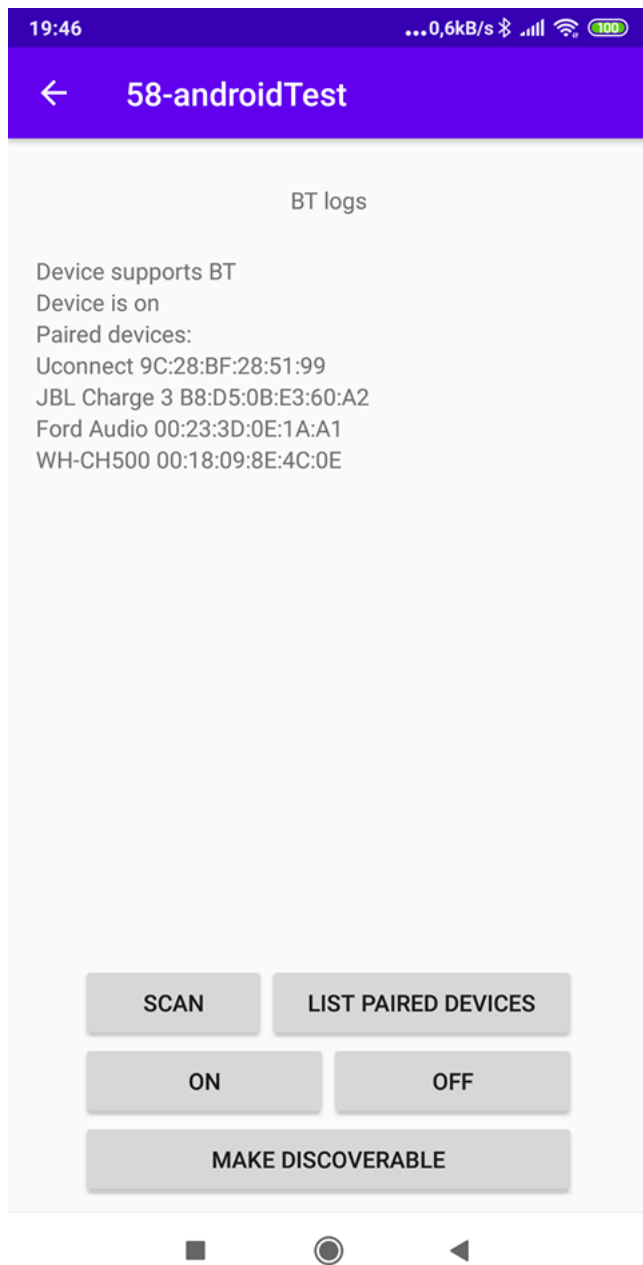 19:46 ...0,6kB/s 100
58-androidTest
BT logs
Device supports BT
Device is on
Paired devices:
Uconnect 9C:28:BF:28:51:99
JBL Charge 3 B8:D5:0B:E3:60:A2
Ford Audio 00:23:3D:0E:1A:A1
WH-CH500 00:18:09:8E:4C:0E
SCAN LIST PAIRED DEVICES
ON OFF
MAKE DISCOVERABLE